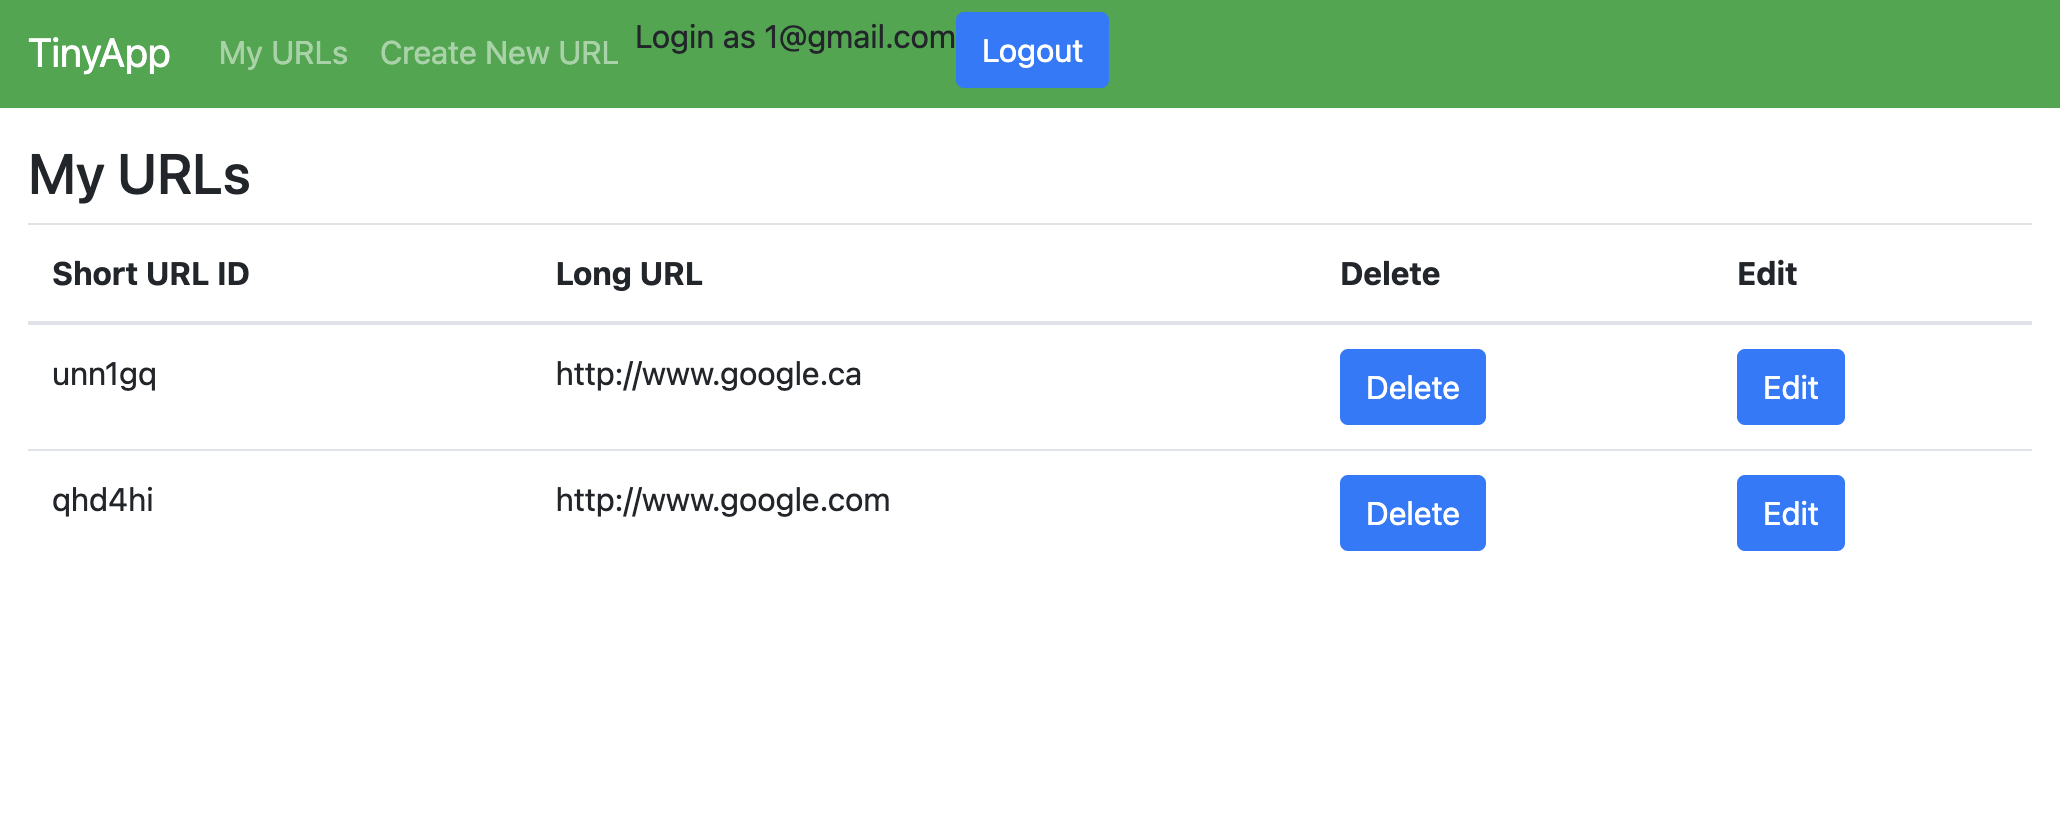 TinyApp My URLs Create New URL Login as 1@gmail.com Logout
My URLs
Short URL ID Long URL Delete Edit
unn1gq http://www.google.ca Delete Edit
qhd4hi http://www.google.com Delete Edit